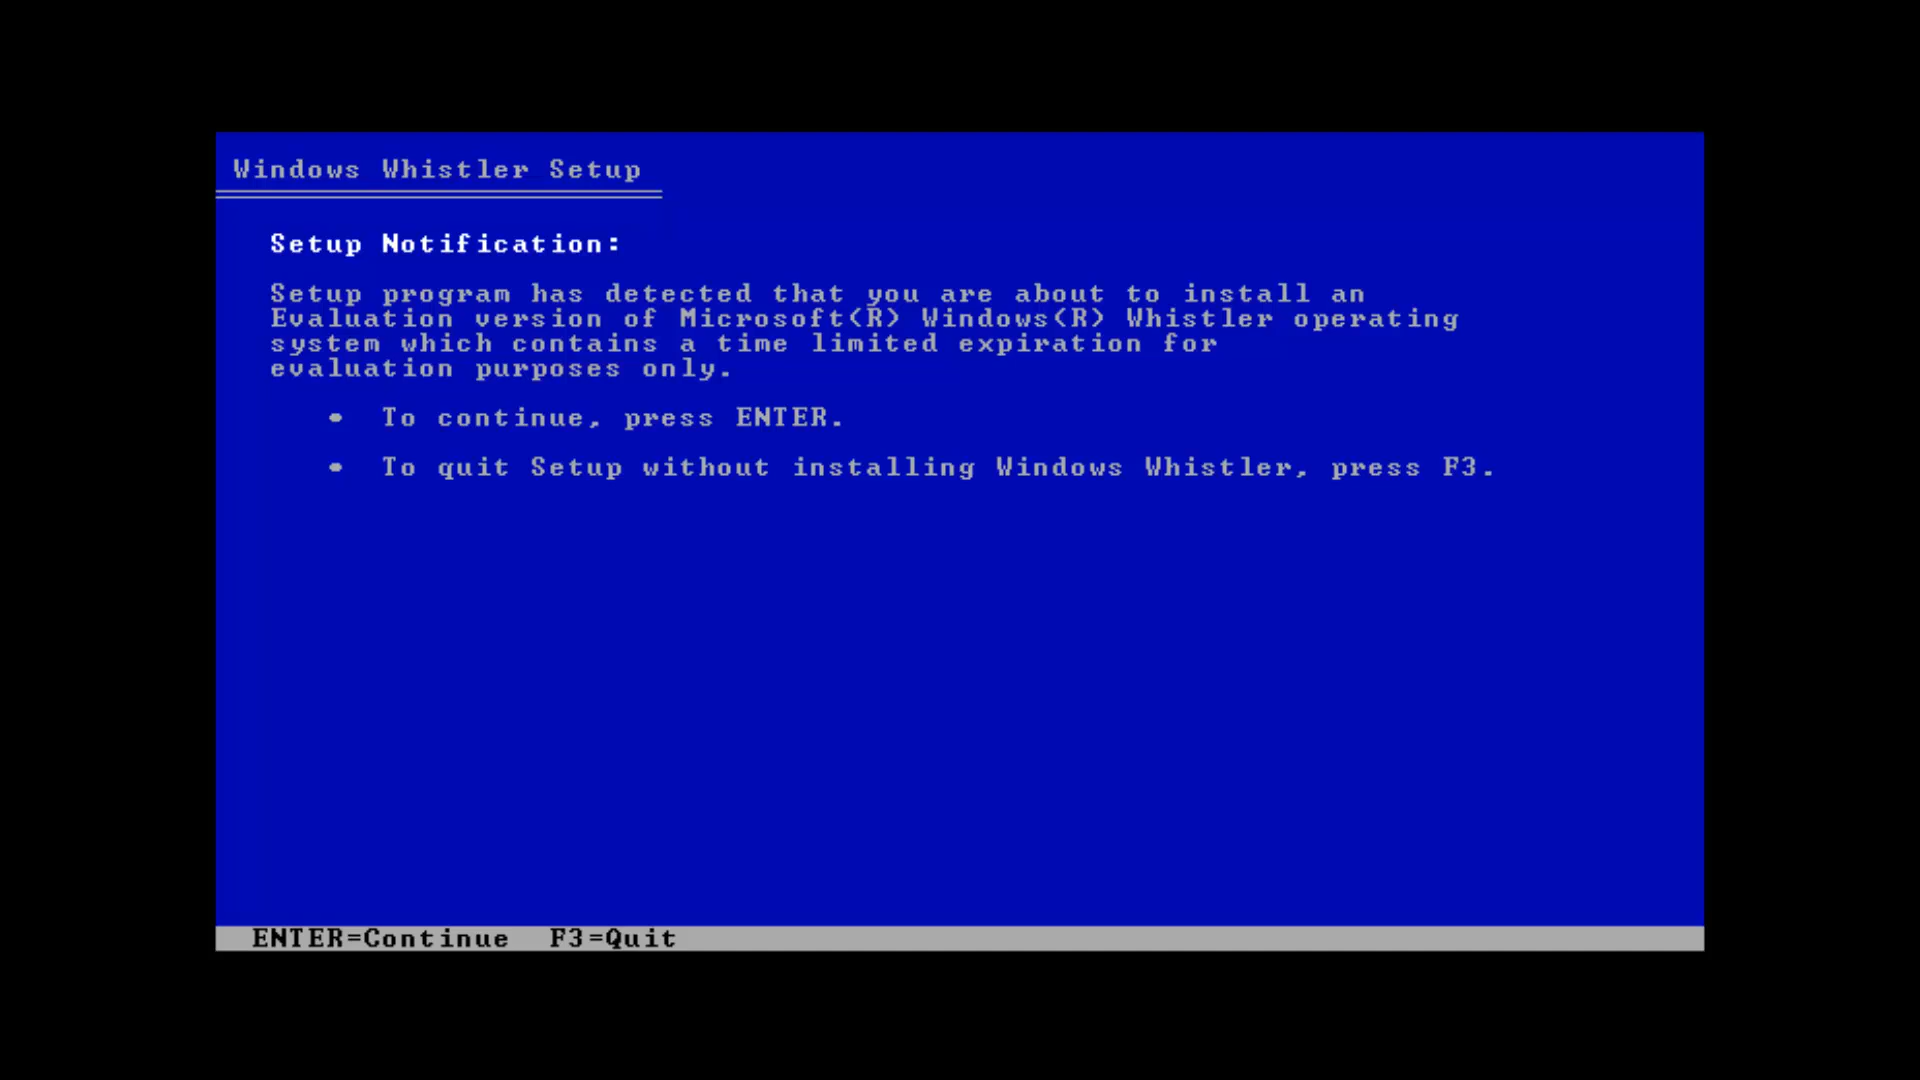 Windows Whistler Setup
Setup Notification:
Setup program has detected that you are about to install an
Evaluation version of Microsoft(R) Windows(R) Whistler operating
system which contains a time limited expiration for
evaluation purposes only.
• To continue, press ENTER.
• To quit Setup without installing Windows Whistler, press F3.
ENTER=Continue F3=Quit